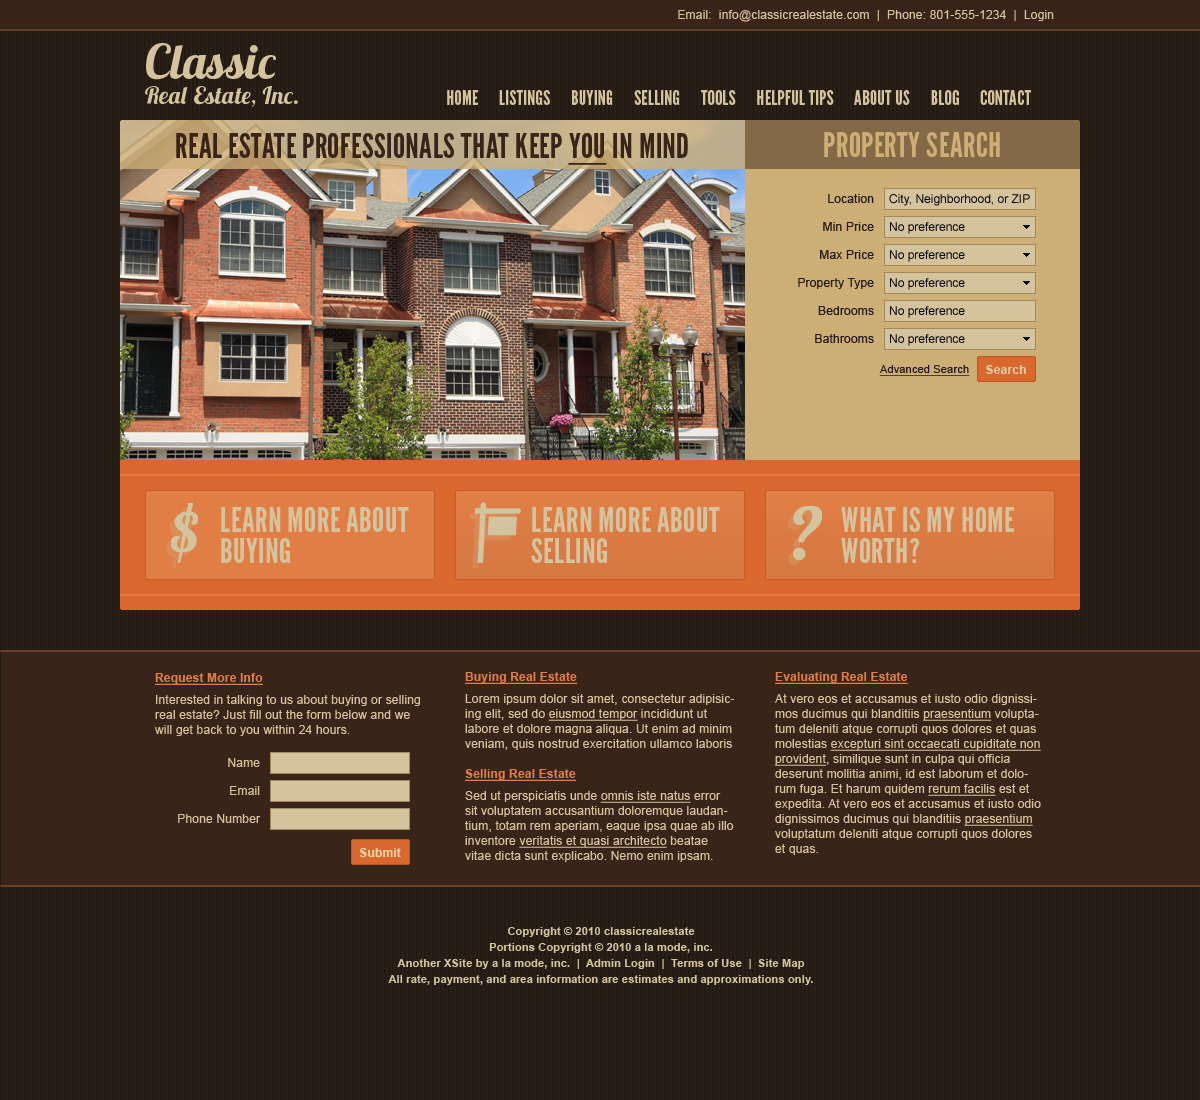 Email: info@classicrealestate.com | Phone: 801-555-1234 | Login
Classic
Real Estate, Inc.
HOME LISTINGS BUYING SELLING TOOLS HELPFUL TIPS ABOUT US BLOG CONTACT
REAL ESTATE PROFESSIONALS THAT KEEP YOU IN MIND
PROPERTY SEARCH
Location City, Neighborhood, or ZIP
Min Price No preference
Max Price No preference
Property Type No preference
Bedrooms No preference
Bathrooms No preference
Advanced Search Search
$ LEARN MORE ABOUT
BUYING
LEARN MORE ABOUT
SELLING
? WHAT IS MY HOME
WORTH?
Request More Info
Interested in talking to us about buying or selling
real estate? Just fill out the form below and we
will get back to you within 24 hours.
Name
Email
Phone Number
Submit
Buying Real Estate
Lorem ipsum dolor sit amet, consectetur adipisic-
ing elit, sed do eiusmod tempor incididunt ut
labore et dolore magna aliqua. Ut enim ad minim
veniam, quis nostrud exercitation ullamco laboris
Selling Real Estate
Sed ut perspiciatis unde omnis iste natus error
sit voluptatem accusantium doloremque laudan-
tium, totam rem aperiam, eaque ipsa quae ab illo
inventore veritatis et quasi architecto beatae
vitae dicta sunt explicabo. Nemo enim ipsam.
Evaluating Real Estate
At vero eos et accusamus et iusto odio dignissi-
mos ducimus qui blanditiis praesentium volupta-
tum deleniti atque corrupti quos dolores et quas
molestias excepturi sint occaecati cupiditate non
provident, similique sunt in culpa qui officia
deserunt mollitia animi, id est laborum et dolo-
rum fuga. Et harum quidem rerum facilis est et
expedita. At vero eos et accusamus et iusto odio
dignissimos ducimus qui blanditiis praesentium
voluptatum deleniti atque corrupti quos dolores
et quas.
Copyright © 2010 classicrealestate
Portions Copyright © 2010 a la mode, inc.
Another XSite by a la mode, inc. | Admin Login | Terms of Use | Site Map
All rate, payment, and area information are estimates and approximations only.